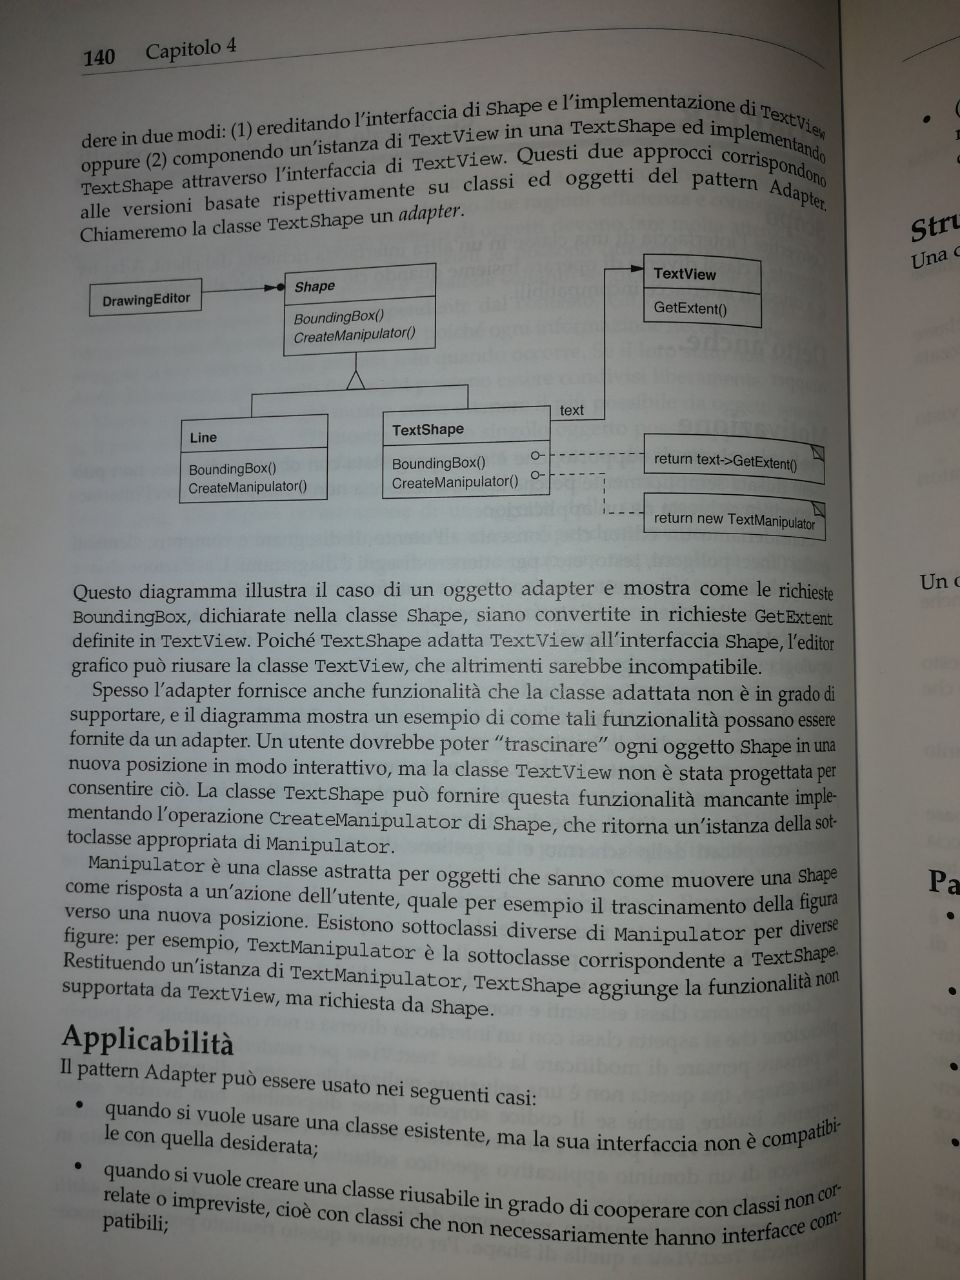 140 Capitolo 4
dere in due modi: (1) ereditando l'interfaccia di Shape e l'implementazione di TextView
oppure (2) componendo un'istanza di TextView in una TextShape ed implementando
TextShape attraverso l'interfaccia di TextView. Questi due approcci corrispondono
alle versioni basate rispettivamente su classi ed oggetti del pattern Adapter.
Chiameremo la classe TextShape un adapter.
DrawingEditor
Shape
BoundingBox()
CreateManipulator()
TextView
GetExtent()
Line
BoundingBox()
CreateManipulator()
TextShape
BoundingBox()
CreateManipulator()
text
return text->GetExtent()
return new TextManipulator
Questo diagramma illustra il caso di un oggetto adapter e mostra come le richieste
BoundingBox, dichiarate nella classe Shape, siano convertite in richieste GetExtent
definite in TextView. Poiché TextShape adatta TextView all'interfaccia Shape, l'editor
grafico può riusare la classe TextView, che altrimenti sarebbe incompatibile.
Spesso l'adapter fornisce anche funzionalità che la classe adattata non è in grado di
supportare, e il diagramma mostra un esempio di come tali funzionalità possano essere
fornite da un adapter. Un utente dovrebbe poter "trascinare" ogni oggetto Shape in una
nuova posizione in modo interattivo, ma la classe TextView non è stata progettata per
consentire ciò. La classe TextShape può fornire questa funzionalità mancante imple-
mentando l'operazione CreateManipulator di Shape, che ritorna un'istanza della sot-
toclasse appropriata di Manipulator.
Manipulator è una classe astratta per oggetti che sanno come muovere una Shape
come risposta a un'azione dell'utente, quale per esempio il trascinamento della figura
verso una nuova posizione. Esistono sottoclassi diverse di Manipulator per diverse
figure: per esempio, TextManipulator è la sottoclasse corrispondente a TextShape.
Restituendo un'istanza di TextManipulator, TextShape aggiunge la funzionalità non
supportata da TextView, ma richiesta da Shape.
Applicabilità
Il pattern Adapter può essere usato nei seguenti casi:
• quando si vuole usare una classe esistente, ma la sua interfaccia non è compatibi-
le con quella desiderata;
• quando si vuole creare una classe riusabile in grado di cooperare con classi non cor-
relate o impreviste, cioè con classi che non necessariamente hanno interfacce com-
patibili;
Una
Un